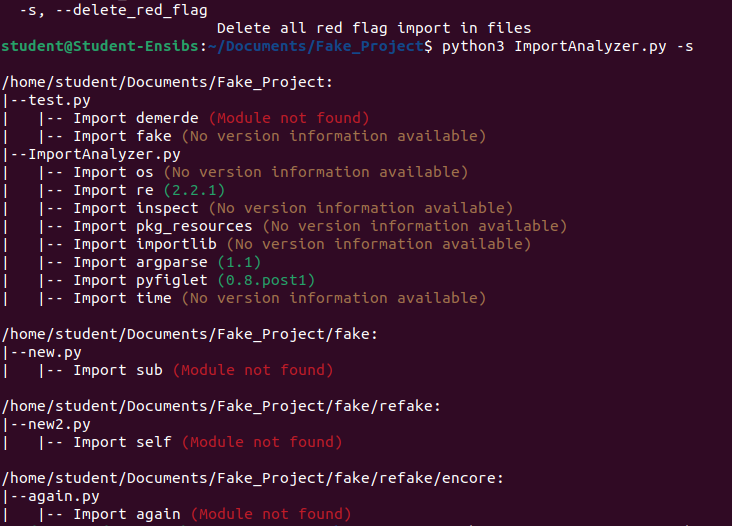 -s, --delete_red_flag
Delete all red flag import in files
student@Student-Ensibs:~/Documents/Fake_Project$ python3 ImportAnalyzer.py -s
/home/student/Documents/Fake_Project:
|--test.py
|   |-- Import demerde (Module not found)
|   |-- Import fake (No version information available)
|--ImportAnalyzer.py
|   |-- Import os (No version information available)
|   |-- Import re (2.2.1)
|   |-- Import inspect (No version information available)
|   |-- Import pkg_resources (No version information available)
|   |-- Import importlib (No version information available)
|   |-- Import argparse (1.1)
|   |-- Import pyfiglet (0.8.post1)
|   |-- Import time (No version information available)
/home/student/Documents/Fake_Project/fake:
|--new.py
|   |-- Import sub (Module not found)
/home/student/Documents/Fake_Project/fake/refake:
|--new2.py
|   |-- Import self (Module not found)
/home/student/Documents/Fake_Project/fake/refake/encore:
|--again.py
|   |-- Import again (Module not found)